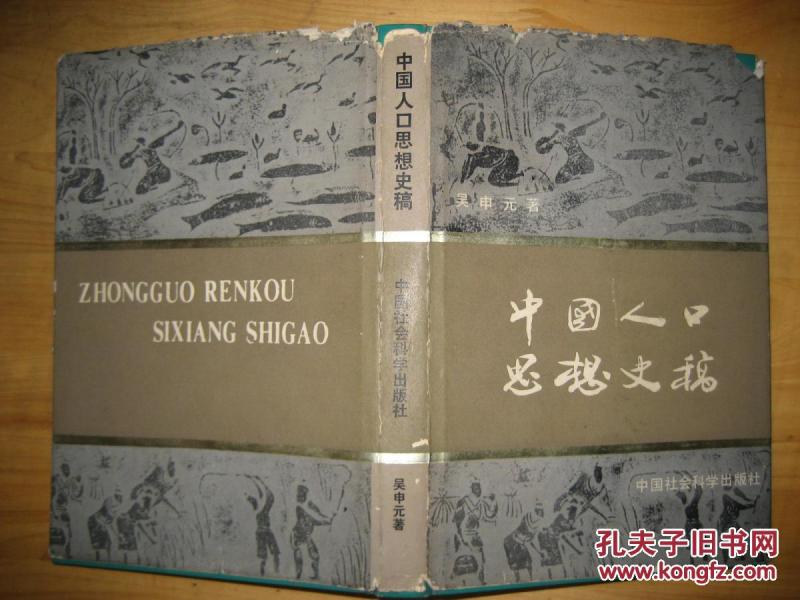 ZHONGGUO RENKOU
SIXIANG SHIGAO
中国人口思想史稿
中国社会科学出版社
吴申元著
吴申元著
中國人口
思想史稿
中国社会科学出版社
孔夫子旧书网
www.kongfz.com